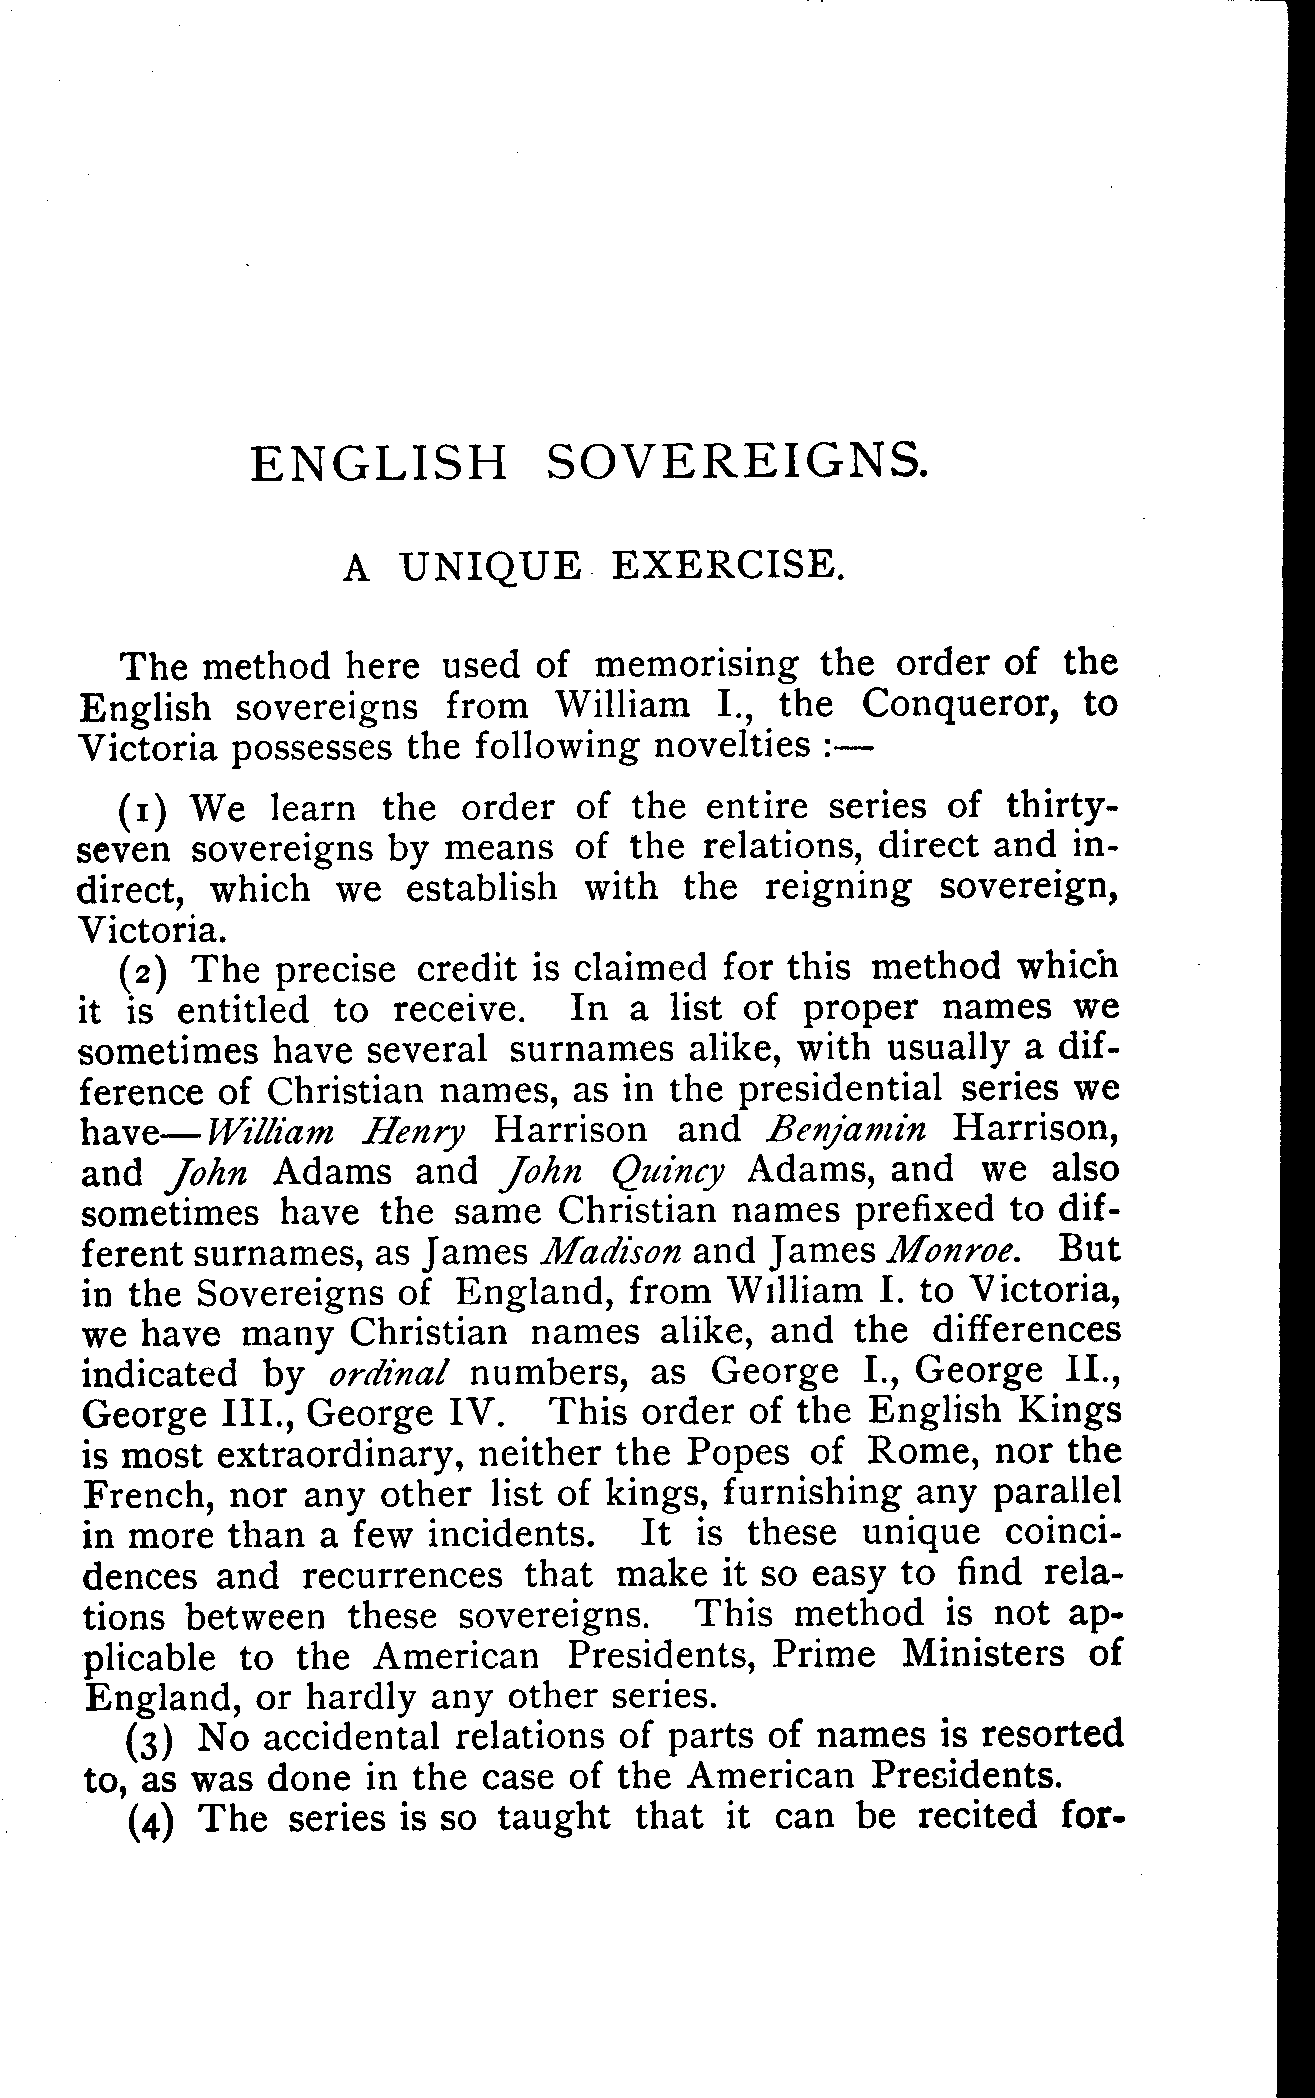 ENGLISH SOVEREIGNS.
A UNIQUE EXERCISE.
The method here used of memorising the order of the
English sovereigns from William I., the Conqueror, to
Victoria possesses the following novelties :—
(1) We learn the order of the entire series of thirty-
seven sovereigns by means of the relations, direct and in-
direct, which we establish with the reigning sovereign,
Victoria.
(2) The precise credit is claimed for this method which
it is entitled to receive. In a list of proper names we
sometimes have several surnames alike, with usually a dif-
ference of Christian names, as in the presidential series we
have—William Henry Harrison and Benjamin Harrison,
and John Adams and John Quincy Adams, and we also
sometimes have the same Christian names prefixed to dif-
ferent surnames, as James Madison and James Monroe. But
in the Sovereigns of England, from William I. to Victoria,
we have many Christian names alike, and the differences
indicated by ordinal numbers, as George I., George II.,
George III., George IV. This order of the English Kings
is most extraordinary, neither the Popes of Rome, nor the
French, nor any other list of kings, furnishing any parallel
in more than a few incidents. It is these unique coinci-
dences and recurrences that make it so easy to find rela-
tions between these sovereigns. This method is not ap-
plicable to the American Presidents, Prime Ministers of
England, or hardly any other series.
(3) No accidental relations of parts of names is resorted
to, as was done in the case of the American Presidents.
(4) The series is so taught that it can be recited for-